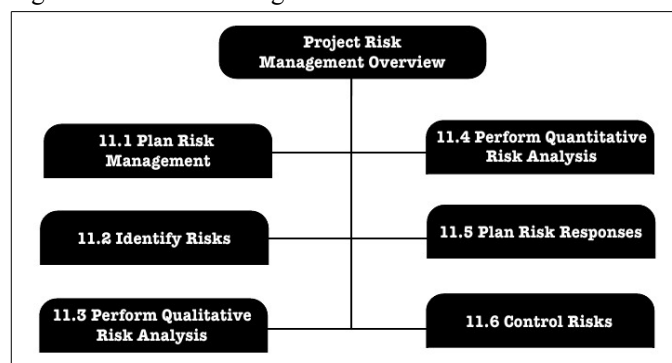 Project Risk
Management Overview
11.1 Plan Risk
Management
11.2 Identify Risks
11.3 Perform Qualitative
Risk Analysis
11.4 Perform Quantitative
Risk Analysis
11.5 Plan Risk Responses
11.6 Control Risks